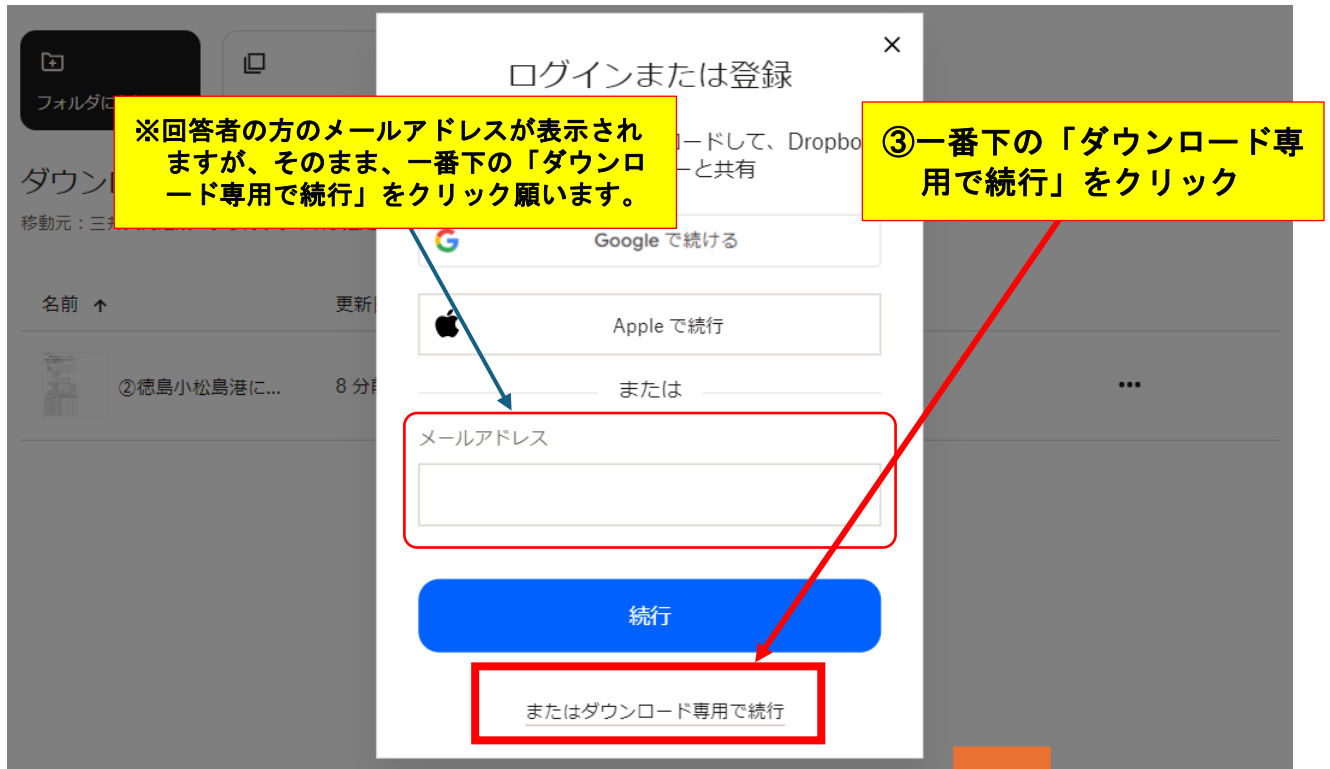 ログインまたは登録
フォルダに
※回答者の方のメールアドレスが表示され
ますが、そのまま、一番下の「ダウンロ
ード専用で続行」をクリック願います。
ードして、Dropbo
ーと共有
③一番下の「ダウンロード専
用で続行」をクリック
ダウン
移動元：三
Google で続ける
名前 ↑
更新
Apple で続行
②徳島小松島港に...
8 分前
または
メールアドレス
続行
またはダウンロード専用で続行